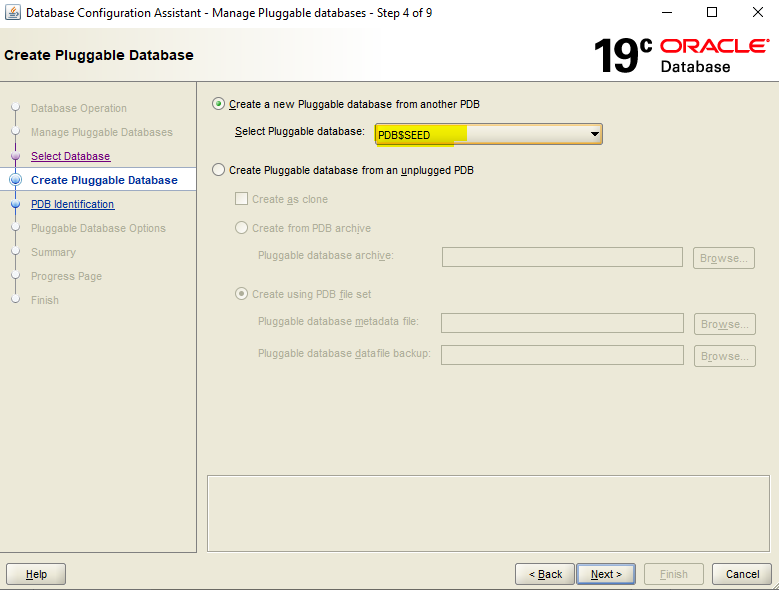 Database Configuration Assistant - Manage Pluggable databases - Step 4 of 9
Create Pluggable Database
19c ORACLE
Database
Database Operation
Manage Pluggable Databases
Select Database
Create Pluggable Database
PDB Identification
Pluggable Database Options
Summary
Progress Page
Finish
Create a new Pluggable database from another PDB
Select Pluggable database: PDB$SEED
Create Pluggable database from an unplugged PDB
Create as clone
Create from PDB archive
Pluggable database archive: Browse...
Create using PDB file set
Pluggable database metadata file: Browse...
Pluggable database datafile backup: Browse...
Help < Back Next > Finish Cancel